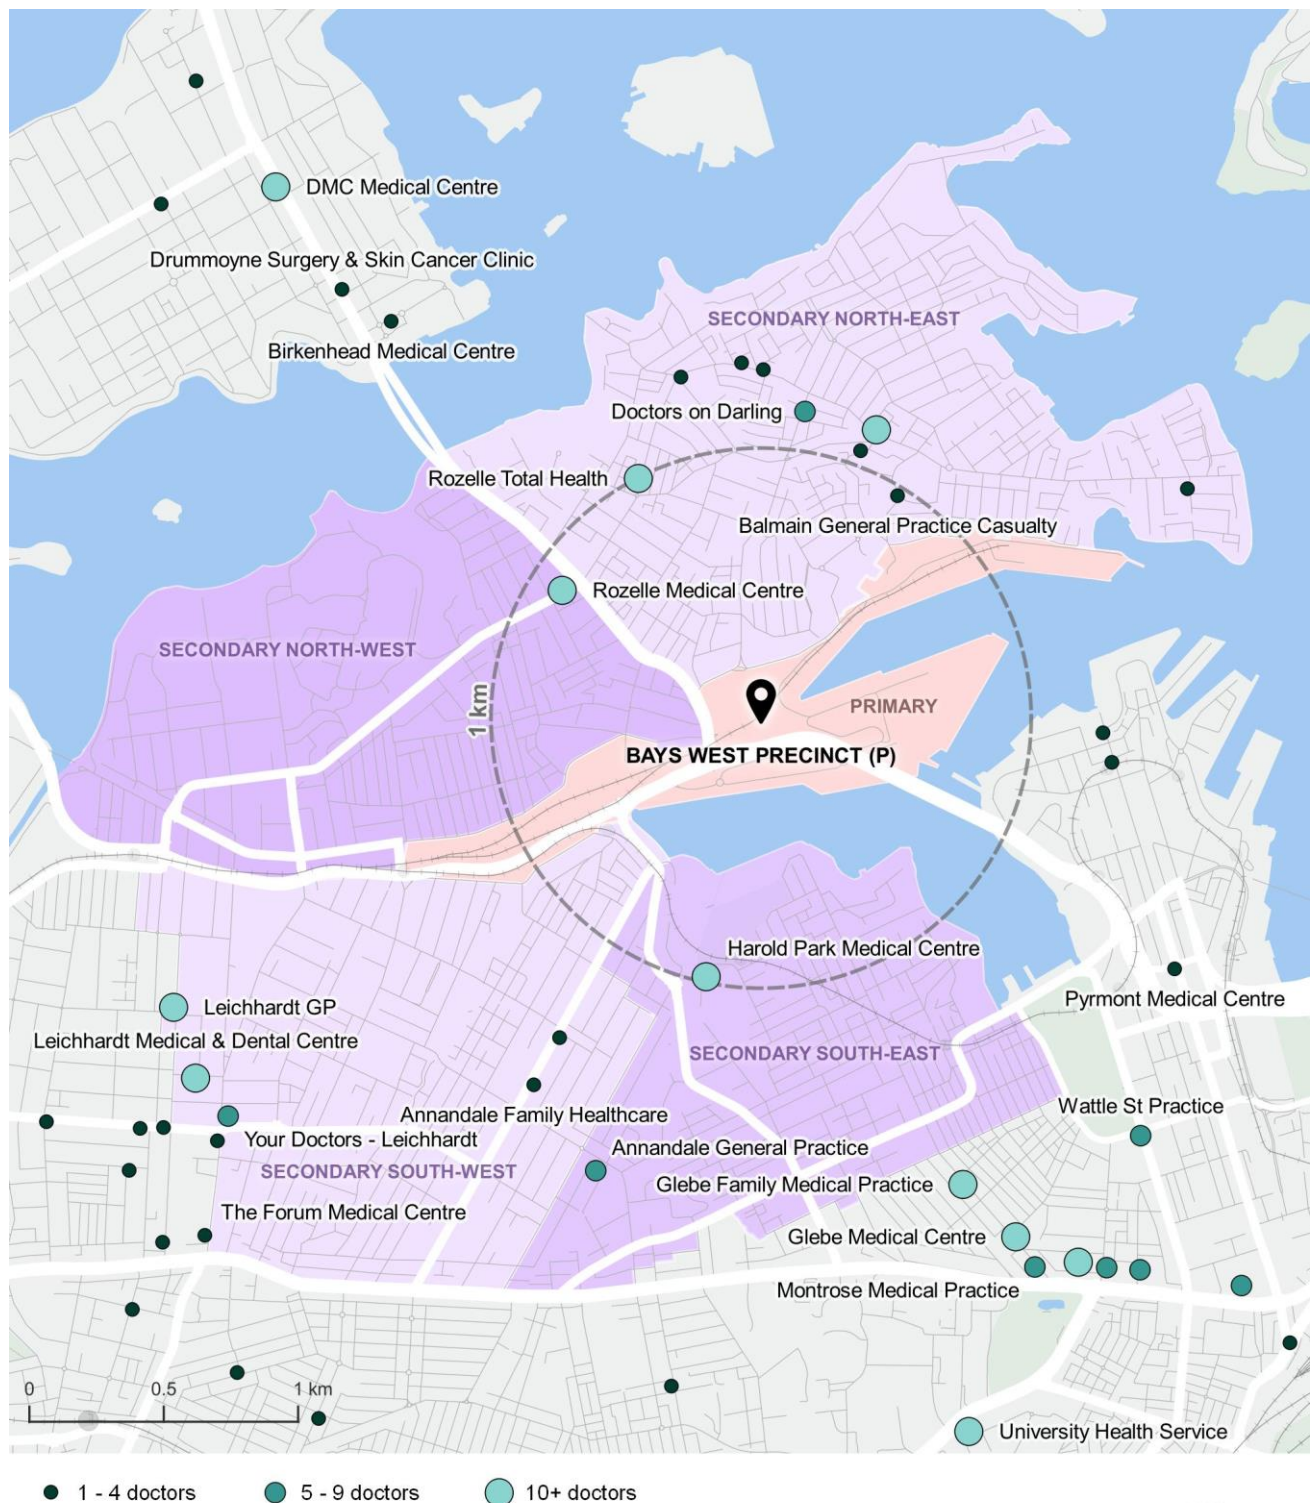 DMC Medical Centre
Drummoyne Surgery & Skin Cancer Clinic
SECONDARY NORTH-EAST
Birkenhead Medical Centre
Doctors on Darling
Rozelle Total Health
Balmain General Practice Casualty
Rozelle Medical Centre
SECONDARY NORTH-WEST
1 km
PRIMARY
BAYS WEST PRECINCT (P)
Harold Park Medical Centre
Pyrmont Medical Centre
Leichhardt GP
Leichhardt Medical & Dental Centre
SECONDARY SOUTH-EAST
Annandale Family Healthcare
Wattle St Practice
Your Doctors - Leichhardt
Annandale General Practice
SECONDARY SOUTH-WEST
Glebe Family Medical Practice
The Forum Medical Centre
Glebe Medical Centre
Montrose Medical Practice
0 0.5 1 km
University Health Service
1 - 4 doctors 5 - 9 doctors 10+ doctors